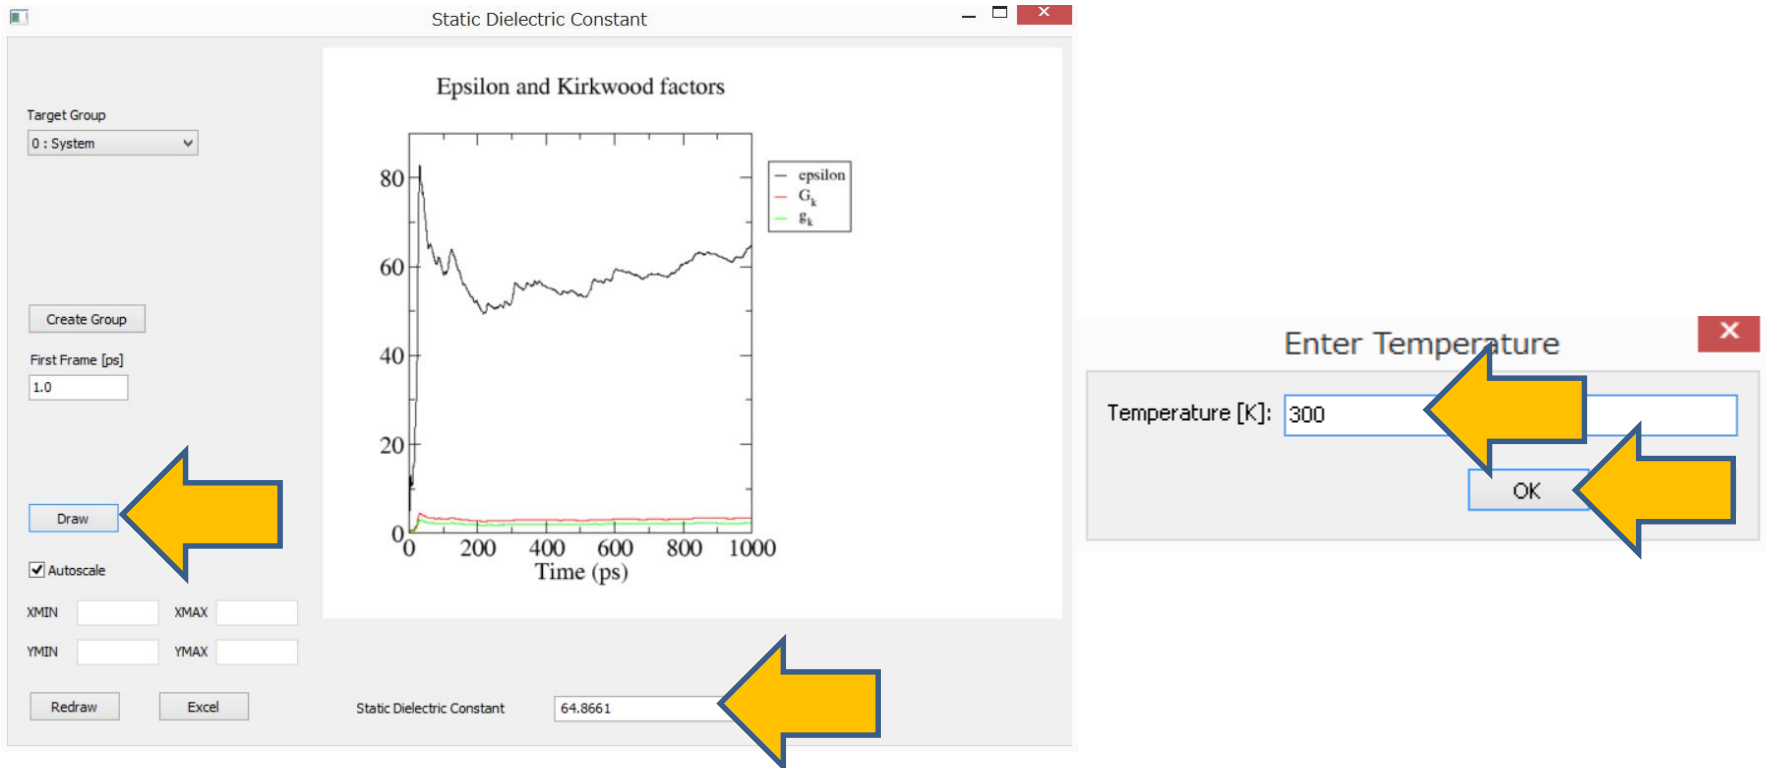 Static Dielectric Constant
Target Group
0 : System
Create Group
First Frame [ps]
1.0
Draw
Autoscale
XMIN XMAX
YMIN YMAX
Redraw Excel
Epsilon and Kirkwood factors
80
60
40
20
0
0 200 400 600 800 1000
Time (ps)
epsilon
Gk
gk
Static Dielectric Constant 64.8661
Enter Temperature
Temperature [K]: 300
OK